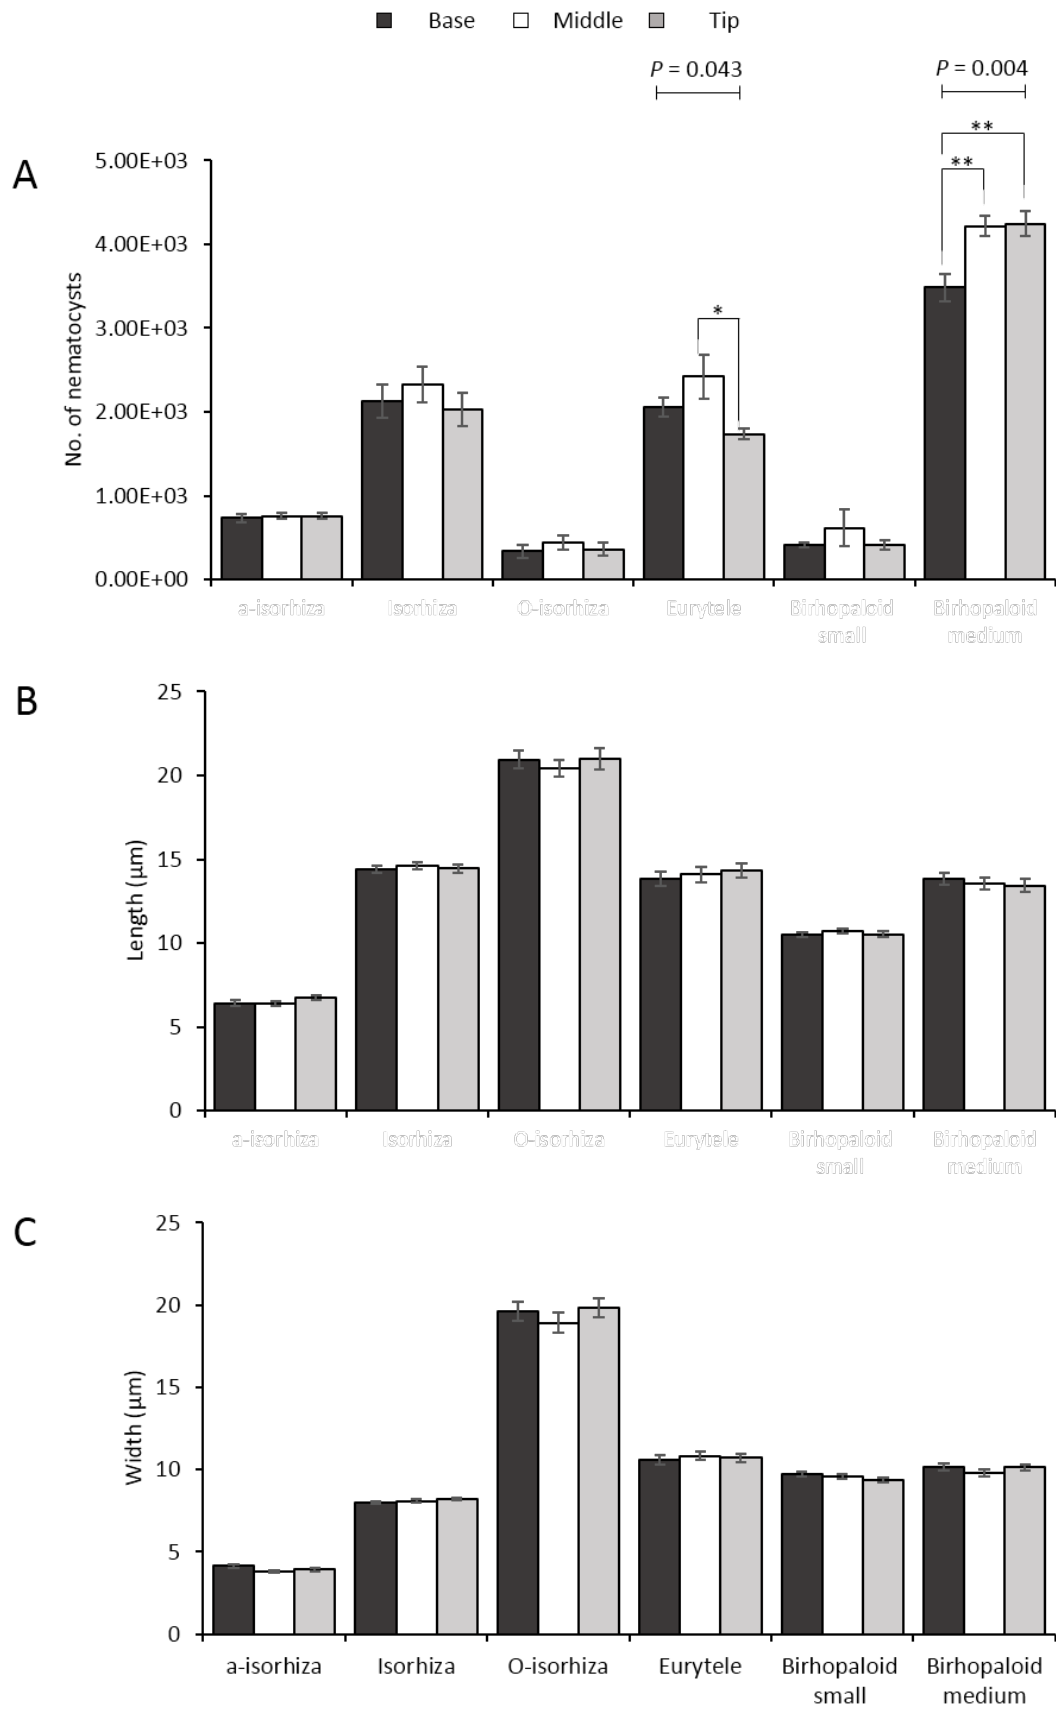 Base Middle Tip
P = 0.043 P = 0.004
** 
**
*
A
No. of nematocysts
5.00E+03
4.00E+03
3.00E+03
2.00E+03
1.00E+03
0.00E+00
a-isorhiza Isorhiza O-isorhiza Eurytele Birhopaloid Birhopaloid
small medium
B
Length (µm)
25
20
15
10
5
0
a-isorhiza Isorhiza O-isorhiza Eurytele Birhopaloid Birhopaloid
small medium
C
Width (µm)
25
20
15
10
5
0
a-isorhiza Isorhiza O-isorhiza Eurytele Birhopaloid Birhopaloid
small medium